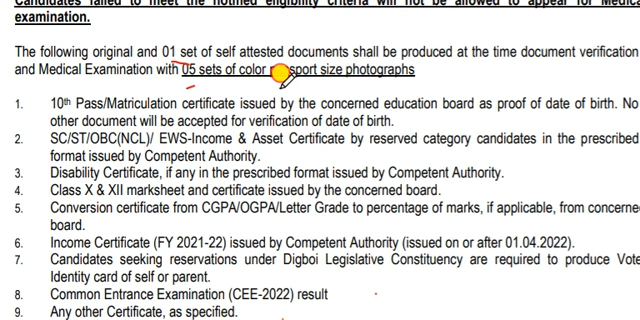 Candidates failed to meet the notified eligibility criteria will not be allowed to appear for Medical
examination.
The following original and 01 set of self attested documents shall be produced at the time document verification
and Medical Examination with 05 sets of color sport size photographs
1. 10th Pass/Matriculation certificate issued by the concerned education board as proof of date of birth. No
other document will be accepted for verification of date of birth.
2. SC/ST/OBC(NCL)/ EWS-Income & Asset Certificate by reserved category candidates in the prescribed
format issued by Competent Authority.
3. Disability Certificate, if any in the prescribed format issued by Competent Authority.
4. Class X & XII marksheet and certificate issued by the concerned board.
5. Conversion certificate from CGPA/OGPA/Letter Grade to percentage of marks, if applicable, from concerne
board.
6. Income Certificate (FY 2021-22) issued by Competent Authority (issued on or after 01.04.2022).
7. Candidates seeking reservations under Digboi Legislative Constituency are required to produce Vote
Identity card of self or parent.
8. Common Entrance Examination (CEE-2022) result
9. Any other Certificate, as specified.